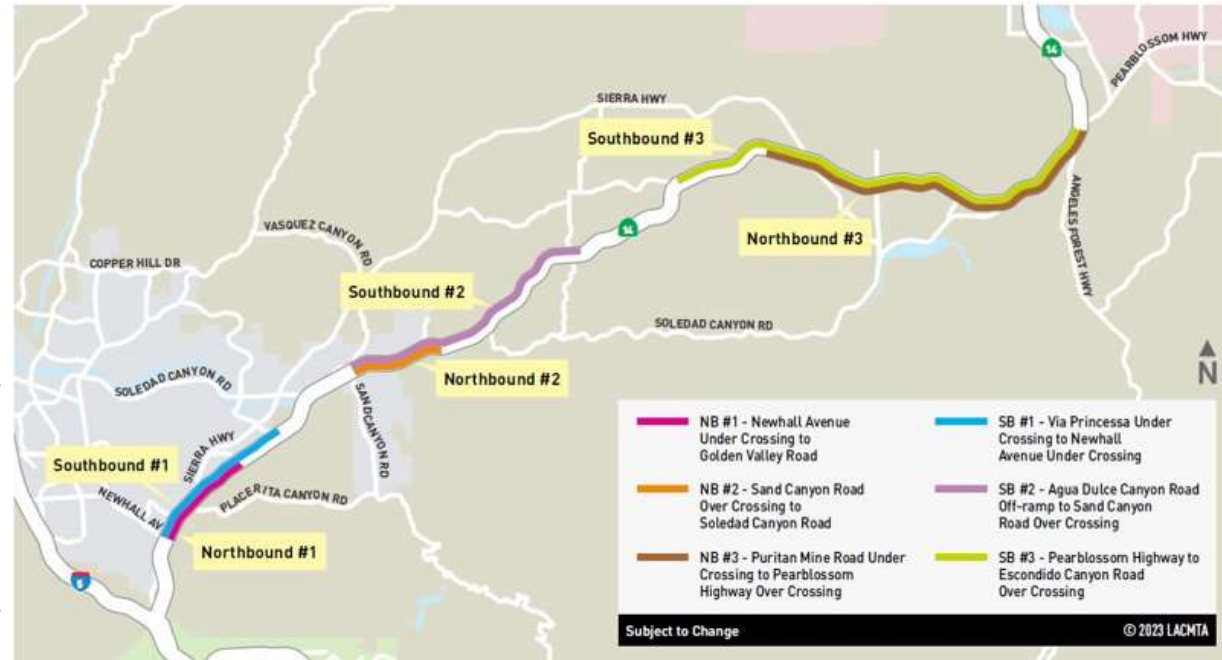 14
PEARBLOSSOM HWY
SIERRA HWY
Southbound #3
VASQUEZ CANYON RD
14
Northbound #3
ANGELES FOREST HWY
COPPER HILL DR
Southbound #2
SOLEDAD CANYON RD
N
Northbound #2
SOLEDAD CANYON RD
SANDCANYON RD
SIERRA HWY
Southbound #1
NEWHALL AV
PLACERITA CANYON RD
Northbound #1
5
NB #1 - Newhall Avenue
Under Crossing to
Golden Valley Road
SB #1 - Via Princessa Under
Crossing to Newhall
Avenue Under Crossing
NB #2 - Sand Canyon Road
Over Crossing to
Soledad Canyon Road
SB #2 - Agua Dulce Canyon Road
Off-ramp to Sand Canyon
Road Over Crossing
NB #3 - Puritan Mine Road Under
Crossing to Pearblossom
Highway Over Crossing
SB #3 - Pearblossom Highway to
Escondido Canyon Road
Over Crossing
Subject to Change
© 2023 LACMTA